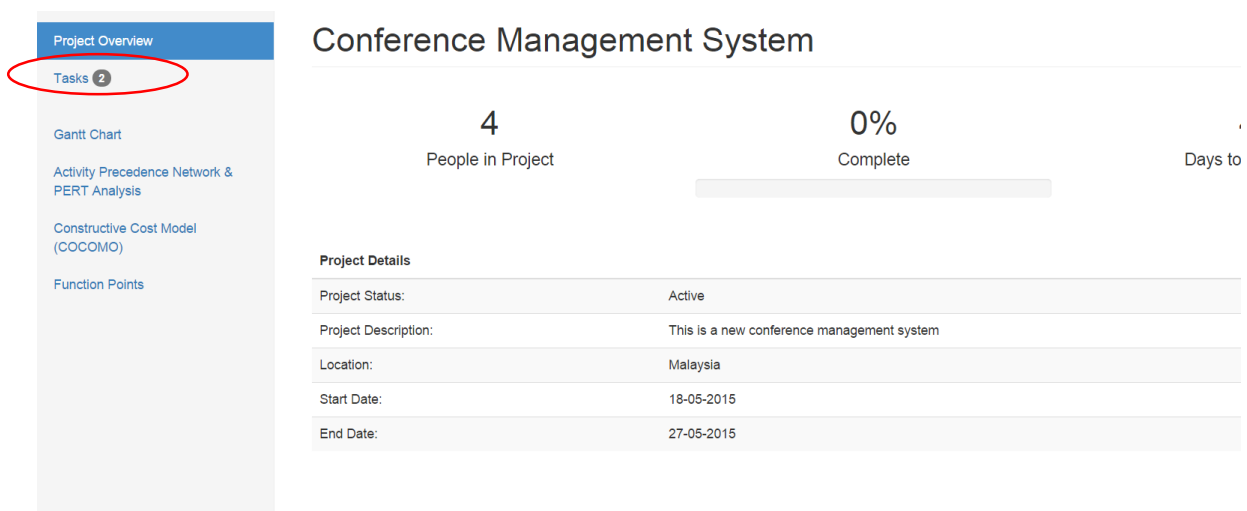 Project Overview
Tasks 2
Gantt Chart
Activity Precedence Network &
PERT Analysis
Constructive Cost Model
(COCOMO)
Function Points
Conference Management System
4
People in Project
0%
Complete
Days to
Project Details
Project Status: Active
Project Description: This is a new conference management system
Location: Malaysia
Start Date: 18-05-2015
End Date: 27-05-2015